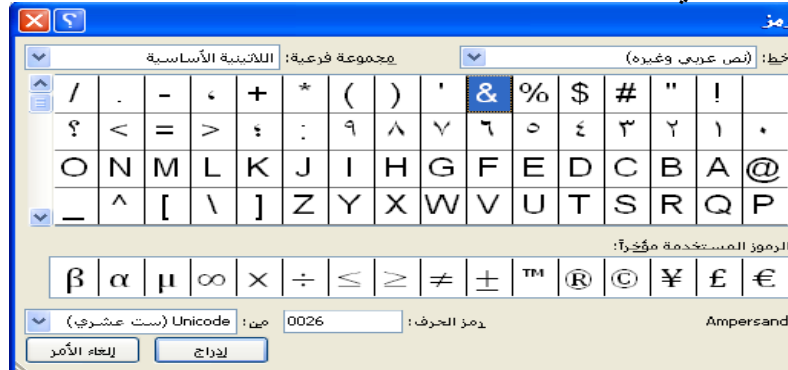 رمز
خط: (نص عربي وغيره) مجموعة فرعية: اللاتينية الأساسية
! " # $ % & ' ( ) * + ، - . /
٠ ١ ٢ ٣ ٤ ٥ ٦ ٧ ٨ ٩ : ؛ < = > ؟
@ A B C D E F G H I J K L M N O
P Q R S T U V W X Y Z [ \ ] ^ _
الرموز المستخدمة مؤخراً:
€ £ ¥ © ® ™ ± ≠ ≤ ≥ ÷ × ∞ µ α β
Ampersand رمز الحرف: 0026 من: Unicode (ست عشري)
إدراج إلغاء الأمر